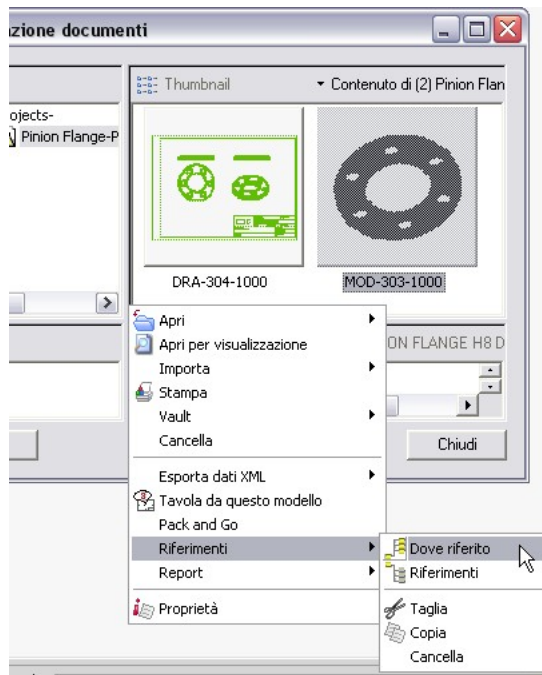 zione documenti
Thumbnail
Contenuto di (2) Pinion Flan
ojects-
Pinion Flange-P
DRA-304-1000
MOD-303-1000
Apri
Apri per visualizzazione
ON FLANGE H8 D
Importa
Stampa
Vault
Cancella
Chiudi
Esporta dati XML
Tavola da questo modello
Pack and Go
Riferimenti
Dove riferito
Report
Riferimenti
Proprietà
Taglia
Copia
Cancella